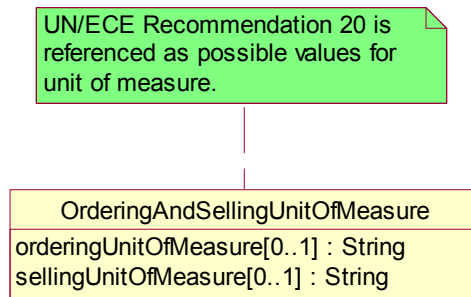 UN/ECE Recommendation 20 is
referenced as possible values for
unit of measure.
OrderingAndSellingUnitOfMeasure
orderingUnitOfMeasure[0..1] : String
sellingUnitOfMeasure[0..1] : String